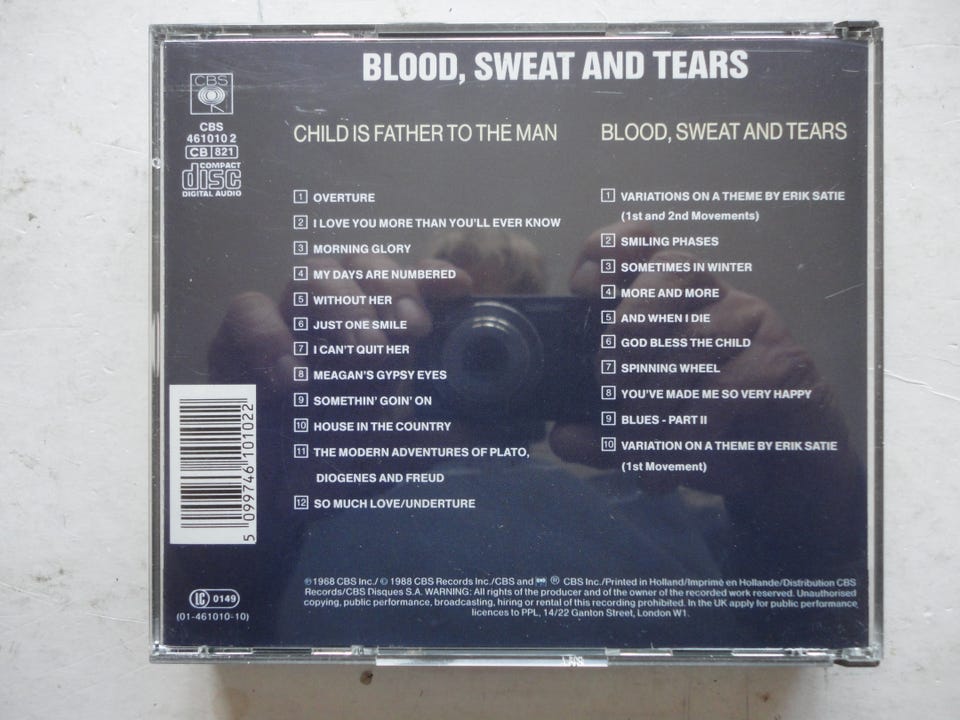 BLOOD, SWEAT AND TEARS
CBS
CBS
461010 2
CB 821
COMPACT
disc
DIGITAL AUDIO
CHILD IS FATHER TO THE MAN
1 OVERTURE
2 I LOVE YOU MORE THAN YOU'LL EVER KNOW
3 MORNING GLORY
4 MY DAYS ARE NUMBERED
5 WITHOUT HER
6 JUST ONE SMILE
7 I CAN'T QUIT HER
8 MEAGAN'S GYPSY EYES
9 SOMETHIN' GOIN' ON
10 HOUSE IN THE COUNTRY
11 THE MODERN ADVENTURES OF PLATO,
DIOGENES AND FREUD
12 SO MUCH LOVE/UNDERTURE
BLOOD, SWEAT AND TEARS
1 VARIATIONS ON A THEME BY ERIK SATIE
(1st and 2nd Movements)
2 SMILING PHASES
3 SOMETIMES IN WINTER
4 MORE AND MORE
5 AND WHEN I DIE
6 GOD BLESS THE CHILD
7 SPINNING WHEEL
8 YOU'VE MADE ME SO VERY HAPPY
9 BLUES - PART II
10 VARIATION ON A THEME BY ERIK SATIE
(1st Movement)
5 099746 101022
LC 0149
(01-461010-10)
℗ 1968 CBS Inc./ © 1988 CBS Records Inc./CBS and ® CBS Inc./Printed in Holland/Imprimé en Hollande/Distribution CBS
Records/CBS Disques S.A. WARNING: All rights of the producer and of the owner of the recorded work reserved. Unauthorised
copying, public performance, broadcasting, hiring or rental of this recording prohibited. In the UK apply for public performance
licences to PPL, 14/22 Ganton Street, London W1.